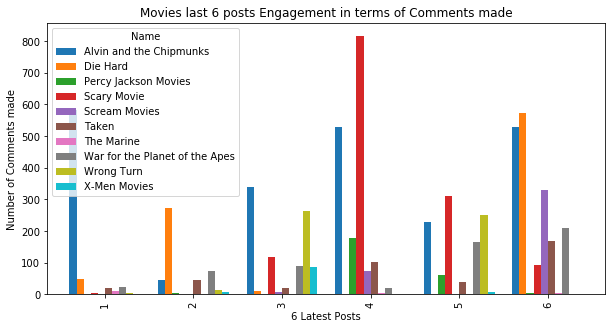 Movies last 6 posts Engagement in terms of Comments made
Number of Comments made
800
700
600
500
400
300
200
100
0
Name
Alvin and the Chipmunks
Die Hard
Percy Jackson Movies
Scary Movie
Scream Movies
Taken
The Marine
War for the Planet of the Apes
Wrong Turn
X-Men Movies
1
2
3
4
5
6
6 Latest Posts